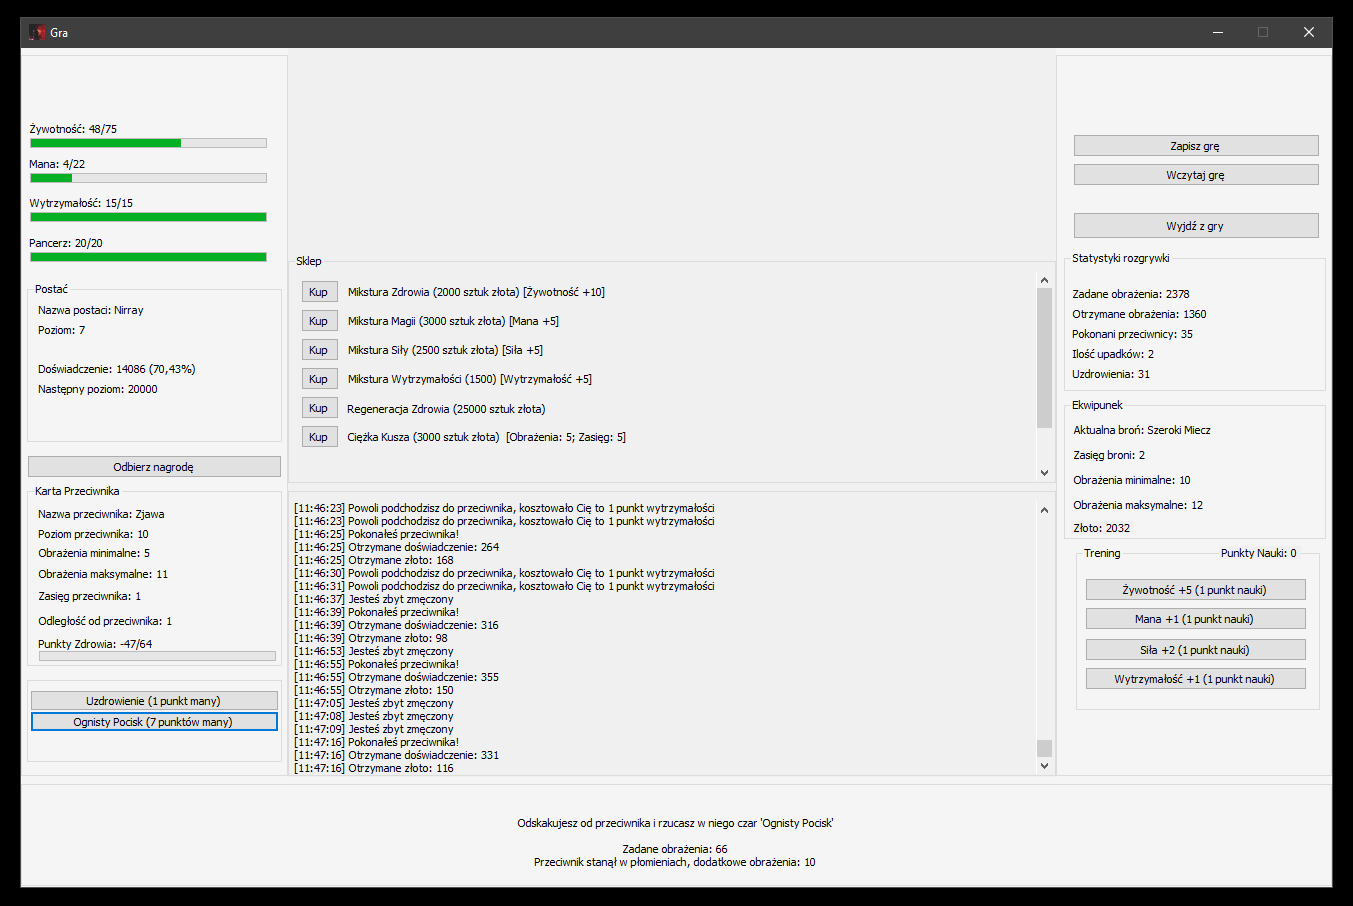 Gra
Żywotność: 48/75
Mana: 4/22
Wytrzymałość: 15/15
Pancerz: 20/20
Postać
Nazwa postaci: Nirray
Poziom: 7
Doświadczenie: 14086 (70,43%)
Następny poziom: 20000
Odbierz nagrodę
Karta Przeciwnika
Nazwa przeciwnika: Zjawa
Poziom przeciwnika: 10
Obrażenia minimalne: 5
Obrażenia maksymalne: 11
Zasięg przeciwnika: 1
Odległość od przeciwnika: 1
Punkty Zdrowia: -47/64
Uzdrowienie (1 punkt many)
Ognisty Pocisk (7 punktów many)
Sklep
Kup Mikstura Zdrowia (2000 sztuk złota) [Żywotność +10]
Kup Mikstura Magii (3000 sztuk złota) [Mana +5]
Kup Mikstura Siły (2500 sztuk złota) [Siła +5]
Kup Mikstura Wytrzymałości (1500) [Wytrzymałość +5]
Kup Regeneracja Zdrowia (25000 sztuk złota)
Kup Ciężka Kusza (3000 sztuk złota) [Obrażenia: 5; Zasięg: 5]
[11:46:23] Powoli podchodzisz do przeciwnika, kosztowało Cię to 1 punkt wytrzymałości
[11:46:23] Powoli podchodzisz do przeciwnika, kosztowało Cię to 1 punkt wytrzymałości
[11:46:25] Pokonałeś przeciwnika!
[11:46:25] Otrzymane doświadczenie: 264
[11:46:25] Otrzymane złoto: 168
[11:46:30] Powoli podchodzisz do przeciwnika, kosztowało Cię to 1 punkt wytrzymałości
[11:46:31] Powoli podchodzisz do przeciwnika, kosztowało Cię to 1 punkt wytrzymałości
[11:46:37] Jesteś zbyt zmęczony
[11:46:39] Pokonałeś przeciwnika!
[11:46:39] Otrzymane doświadczenie: 316
[11:46:39] Otrzymane złoto: 98
[11:46:53] Jesteś zbyt zmęczony
[11:46:55] Pokonałeś przeciwnika!
[11:46:55] Otrzymane doświadczenie: 355
[11:46:55] Otrzymane złoto: 150
[11:47:05] Jesteś zbyt zmęczony
[11:47:08] Jesteś zbyt zmęczony
[11:47:09] Jesteś zbyt zmęczony
[11:47:16] Pokonałeś przeciwnika!
[11:47:16] Otrzymane doświadczenie: 331
[11:47:16] Otrzymane złoto: 116
Zapisz grę
Wczytaj grę
Wyjdź z gry
Statystyki rozgrywki
Zadane obrażenia: 2378
Otrzymane obrażenia: 1360
Pokonani przeciwnicy: 35
Ilość upadków: 2
Uzdrowienia: 31
Ekwipunek
Aktualna broń: Szeroki Miecz
Zasięg broni: 2
Obrażenia minimalne: 10
Obrażenia maksymalne: 12
Złoto: 2032
Trening Punkty Nauki: 0
Żywotność +5 (1 punkt nauki)
Mana +1 (1 punkt nauki)
Siła +2 (1 punkt nauki)
Wytrzymałość +1 (1 punkt nauki)
Odskakujesz od przeciwnika i rzucasz w niego czar 'Ognisty Pocisk'
Zadane obrażenia: 66
Przeciwnik stanął w płomieniach, dodatkowe obrażenia: 10